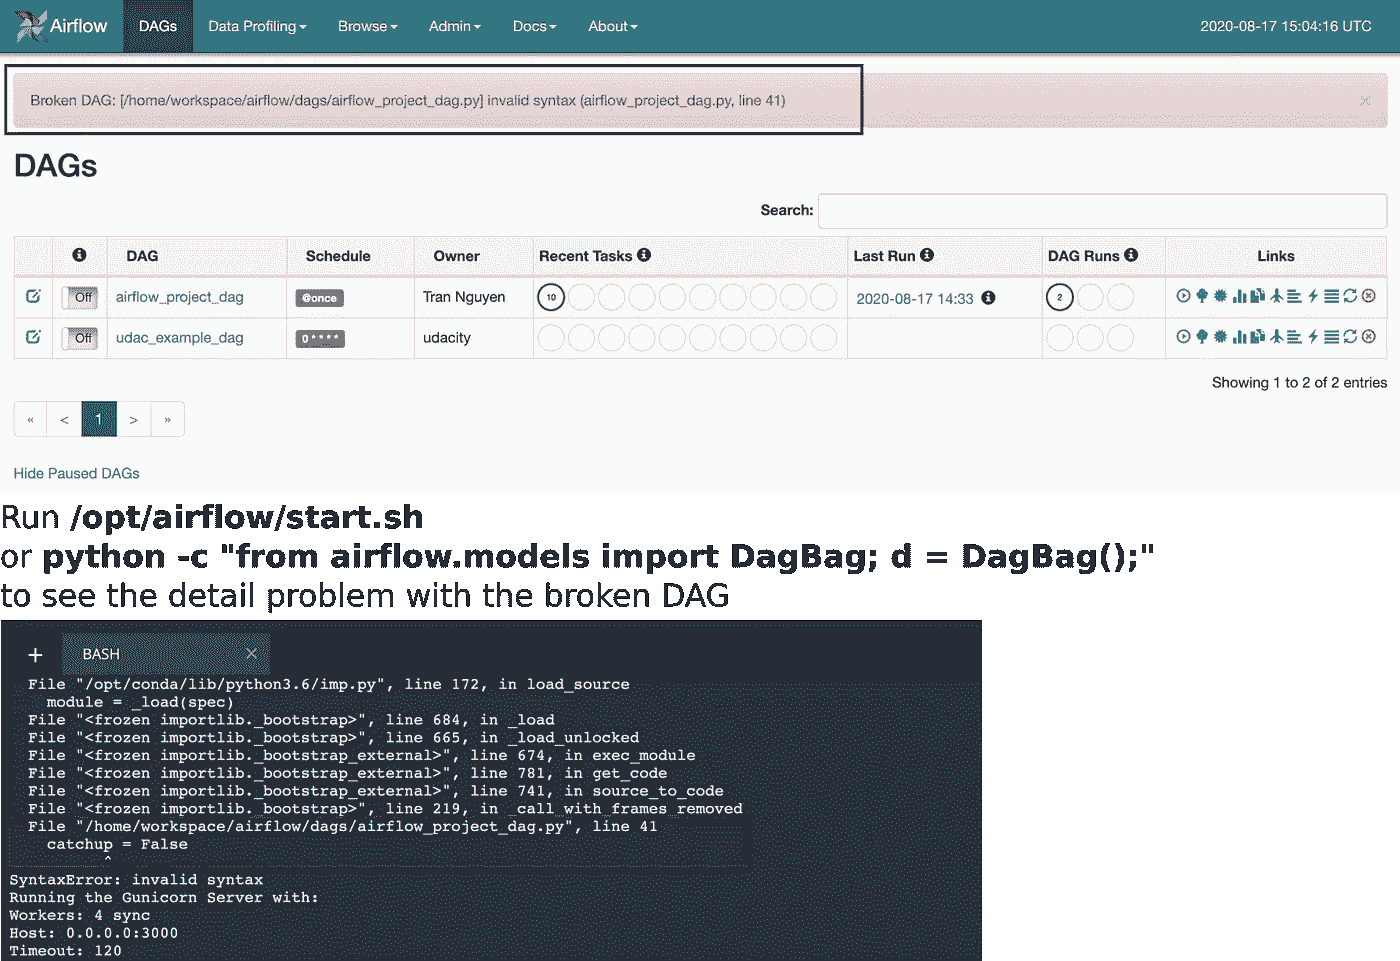 Airflow DAGs Data Profiling Browse Admin Docs About 2020-08-17 15:04:16 UTC
Broken DAG: [/home/workspace/airflow/dags/airflow_project_dag.py] invalid syntax (airflow_project_dag.py, line 41) ×
DAGs
Search:
DAG Schedule Owner Recent Tasks Last Run DAG Runs Links
Off airflow_project_dag @once Tran Nguyen 10 2020-08-17 14:33 2
Off udac_example_dag 0 * * * * udacity
Showing 1 to 2 of 2 entries
« < 1 > »
Hide Paused DAGs
Run /opt/airflow/start.sh
or python -c "from airflow.models import DagBag; d = DagBag();"
to see the detail problem with the broken DAG
+ BASH ×
File "/opt/conda/lib/python3.6/imp.py", line 172, in load_source
module = _load(spec)
File "<frozen importlib._bootstrap>", line 684, in _load
File "<frozen importlib._bootstrap>", line 665, in _load_unlocked
File "<frozen importlib._bootstrap_external>", line 674, in exec_module
File "<frozen importlib._bootstrap_external>", line 781, in get_code
File "<frozen importlib._bootstrap_external>", line 741, in source_to_code
File "<frozen importlib._bootstrap>", line 219, in _call_with_frames_removed
File "/home/workspace/airflow/dags/airflow_project_dag.py", line 41
catchup = False
^
SyntaxError: invalid syntax
Running the Gunicorn Server with:
Workers: 4 sync
Host: 0.0.0.0:3000
Timeout: 120